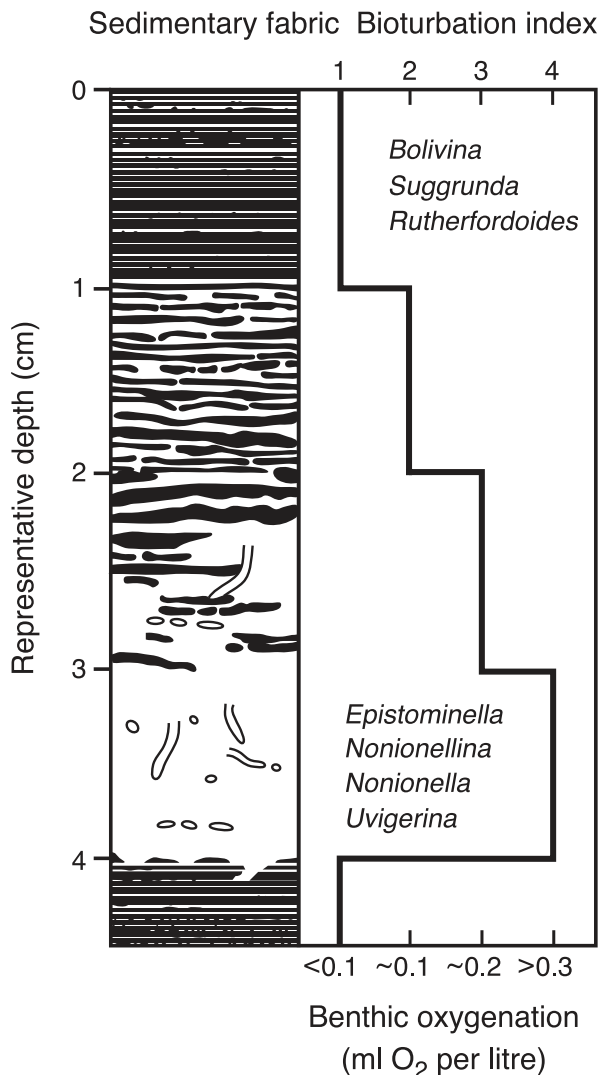 Sedimentary fabric Bioturbation index
1 2 3 4
0
Bolivina
Suggrunda
Rutherfordoides
1
Representative depth (cm)
2
3
Epistominella
Nonionellina
Nonionella
Uvigerina
4
<0.1 ~0.1 ~0.2 >0.3
Benthic oxygenation
(ml O₂ per litre)